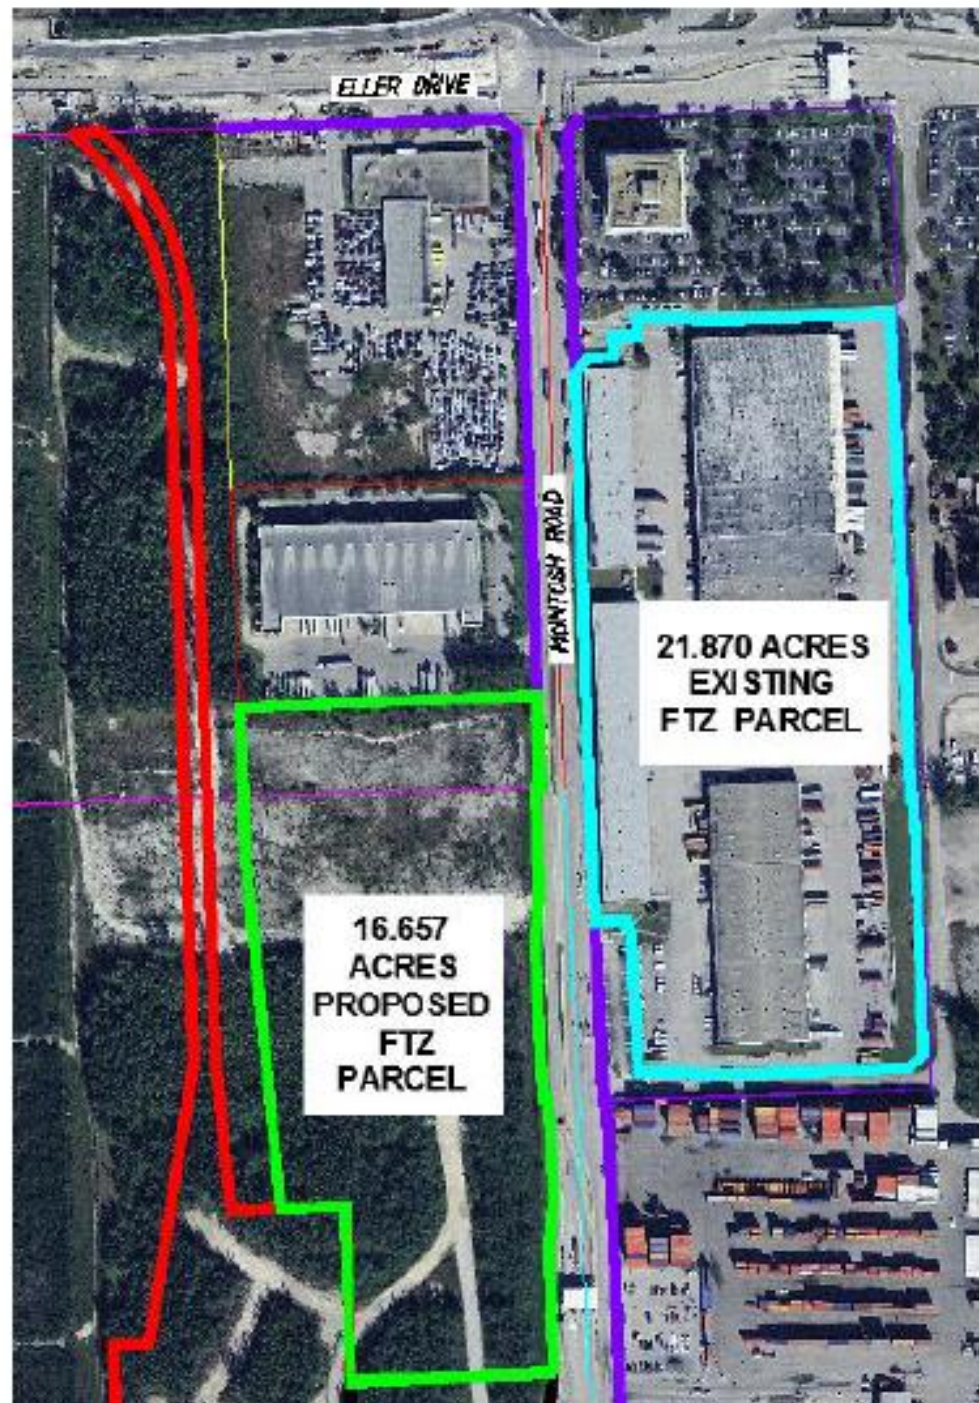 ELLER DRIVE
MCINTOSH ROAD
21.870 ACRES
EXISTING
FTZ PARCEL
16.657
ACRES
PROPOSED
FTZ
PARCEL